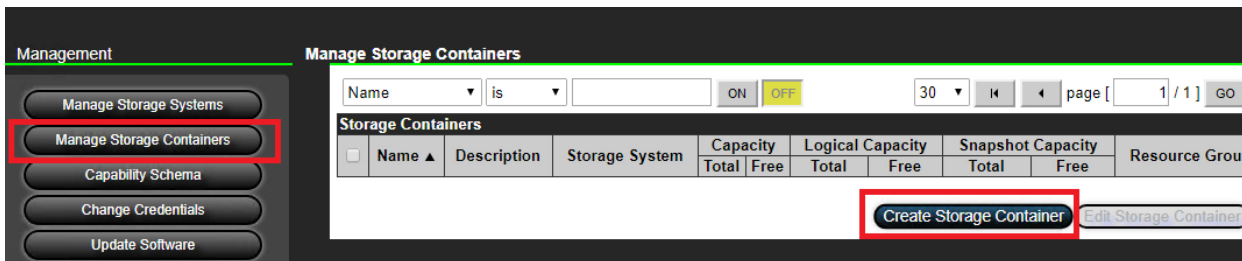 Management
Manage Storage Systems
Manage Storage Containers
Capability Schema
Change Credentials
Update Software
Manage Storage Containers
Name is ON OFF 30 page [ 1 / 1 ] GO
Storage Containers
Name ▲ Description Storage System Capacity Logical Capacity Snapshot Capacity Resource Grou
Total Free Total Free Total Free
Create Storage Container Edit Storage Container